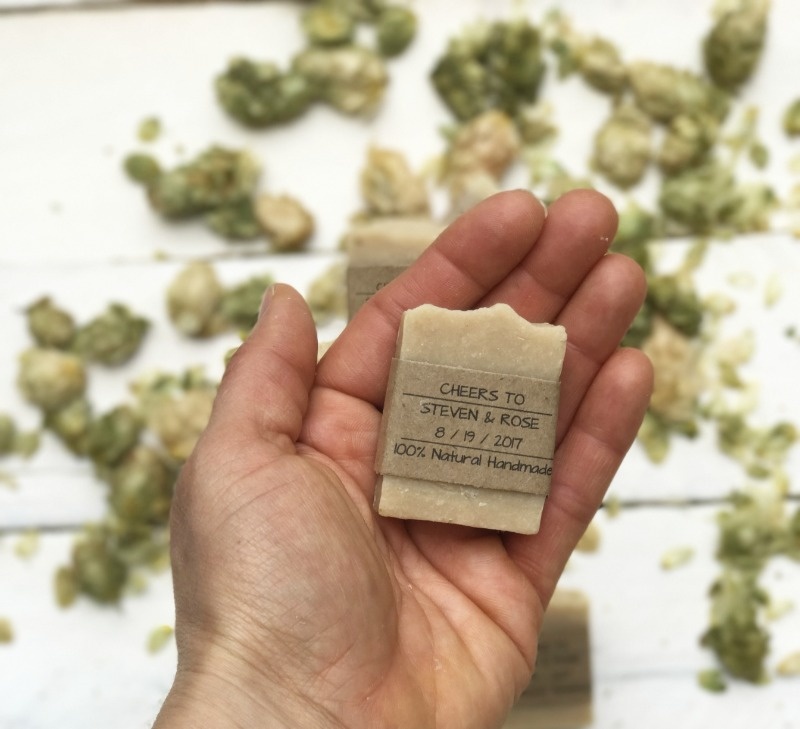 CHEERS TO
STEVEN & ROSE
8 / 19 / 2017
100% Natural Handmade